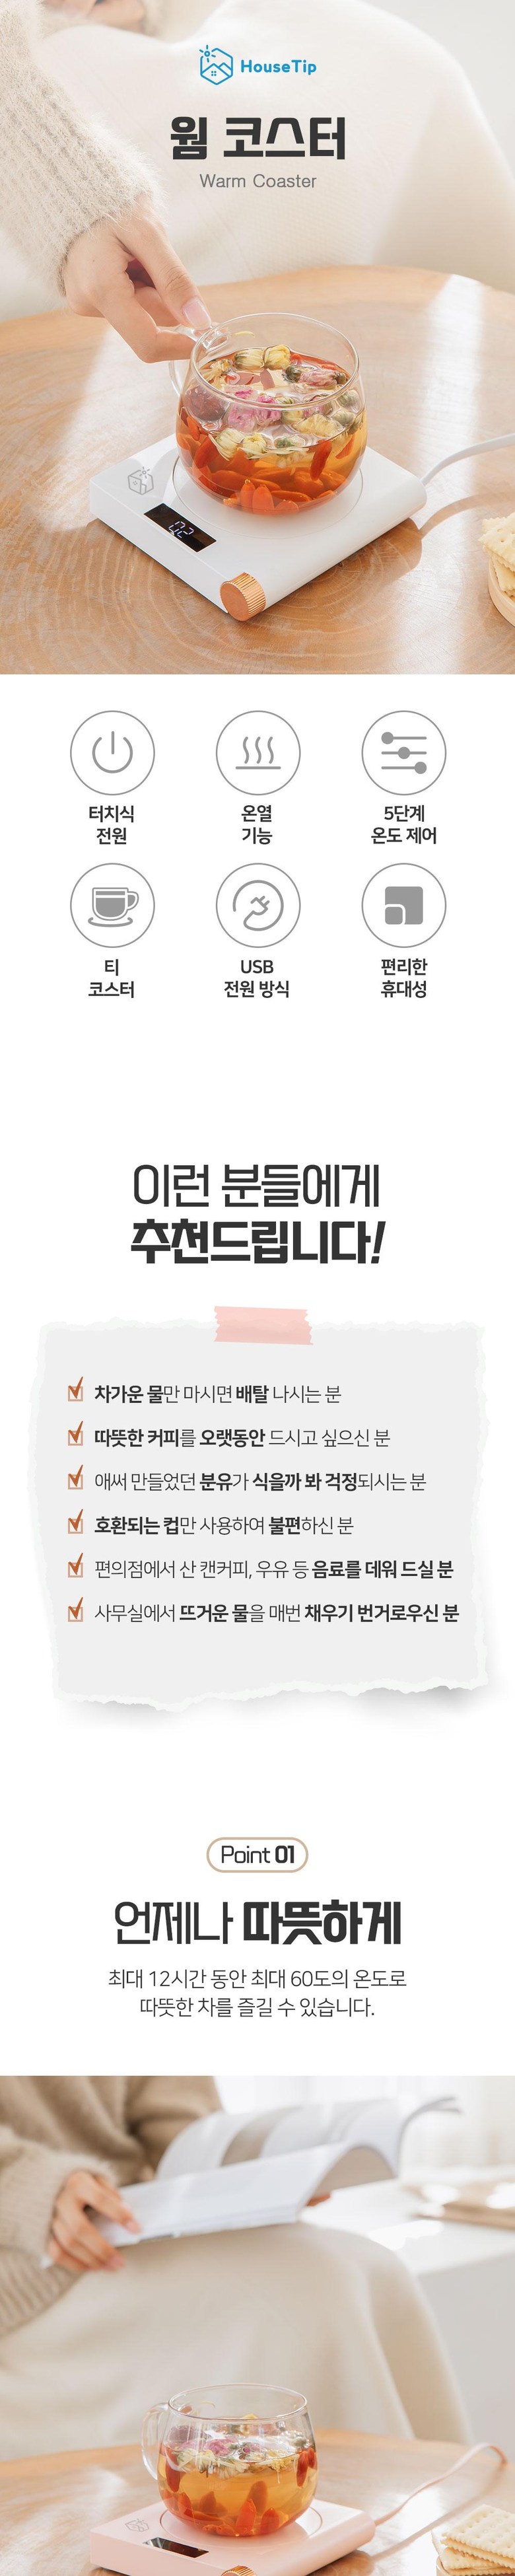 HouseTip
웜 코스터
Warm Coaster
터치식
전원
온열
기능
5단계
온도 제어
티
코스터
USB
전원 방식
편리한
휴대성
이런 분들에게
추천드립니다!
차가운 물만 마시면 배탈 나시는 분
따뜻한 커피를 오랫동안 드시고 싶으신 분
애써 만들었던 분유가 식을까 봐 걱정되시는 분
호환되는 컵만 사용하여 불편하신 분
편의점에서 산 캔커피, 우유 등 음료를 데워 드실 분
사무실에서 뜨거운 물을 매번 채우기 번거로우신 분
Point 01
언제나 따뜻하게
최대 12시간 동안 최대 60도의 온도로
따뜻한 차를 즐길 수 있습니다.